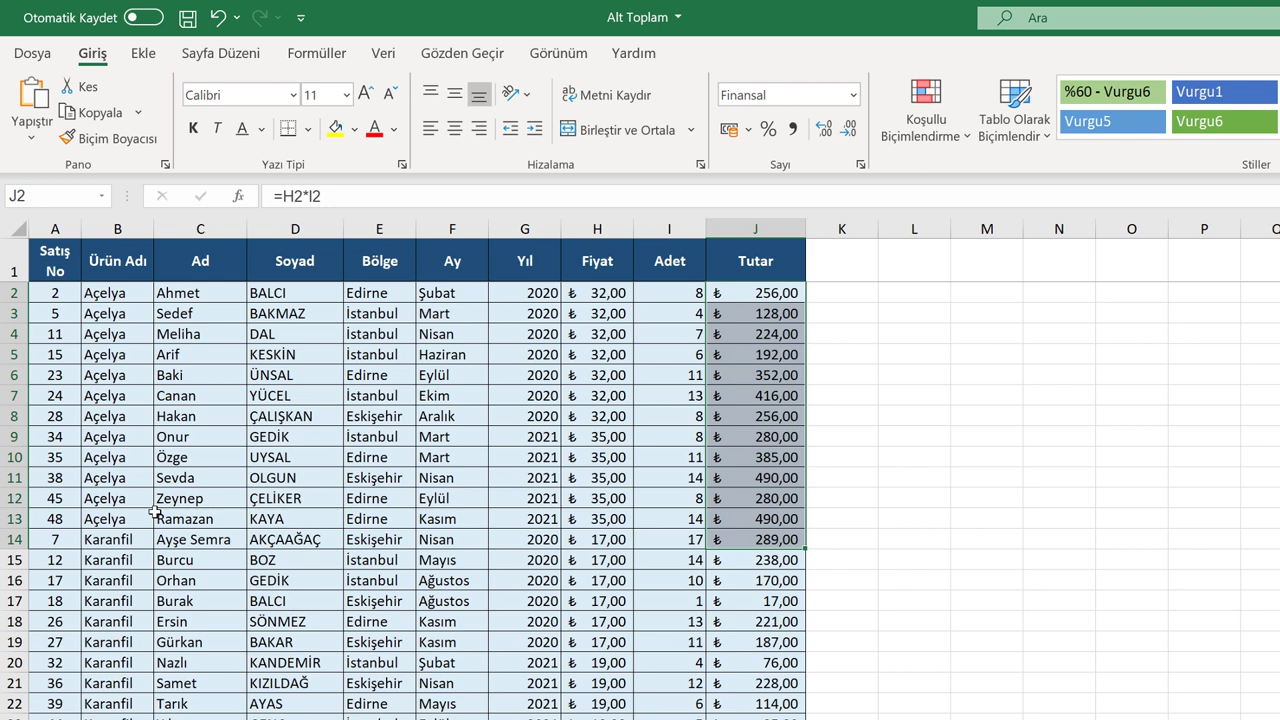 Otomatik Kaydet
Alt Toplam
Ara
Dosya Giriş Ekle Sayfa Düzeni Formüller Veri Gözden Geçir Görünüm Yardım
Yapıştır
Kes
Kopyala
Biçim Boyacısı
Pano
Calibri 11
K T A
Yazı Tipi
Metni Kaydır
Birleştir ve Ortala
Hizalama
Finansal
Sayı
Koşullu
Biçimlendirme
Tablo Olarak
Biçimlendir
%60 - Vurgu6 Vurgu1
Vurgu5 Vurgu6
Stiller
J2 fx =H2*I2
A B C D E F G H I J K L M N O P
1 Satış No Ürün Adı Ad Soyad Bölge Ay Yıl Fiyat Adet Tutar
2 2 Açelya Ahmet BALCI Edirne Şubat 2020 ₺ 32,00 8 ₺ 256,00
3 5 Açelya Sedef BAKMAZ İstanbul Mart 2020 ₺ 32,00 4 ₺ 128,00
4 11 Açelya Meliha DAL İstanbul Nisan 2020 ₺ 32,00 7 ₺ 224,00
5 15 Açelya Arif KESKİN İstanbul Haziran 2020 ₺ 32,00 6 ₺ 192,00
6 23 Açelya Baki ÜNSAL Edirne Eylül 2020 ₺ 32,00 11 ₺ 352,00
7 24 Açelya Canan YÜCEL İstanbul Ekim 2020 ₺ 32,00 13 ₺ 416,00
8 28 Açelya Hakan ÇALIŞKAN Eskişehir Aralık 2020 ₺ 32,00 8 ₺ 256,00
9 34 Açelya Onur GEDİK İstanbul Mart 2021 ₺ 35,00 8 ₺ 280,00
10 35 Açelya Özge UYSAL Edirne Mart 2021 ₺ 35,00 11 ₺ 385,00
11 38 Açelya Sevda OLGUN Eskişehir Nisan 2021 ₺ 35,00 14 ₺ 490,00
12 45 Açelya Zeynep ÇELİKER Edirne Eylül 2021 ₺ 35,00 8 ₺ 280,00
13 48 Açelya Ramazan KAYA Edirne Kasım 2021 ₺ 35,00 14 ₺ 490,00
14 7 Karanfil Ayşe Semra AKÇAAĞAÇ Eskişehir Nisan 2020 ₺ 17,00 17 ₺ 289,00
15 12 Karanfil Burcu BOZ İstanbul Mayıs 2020 ₺ 17,00 14 ₺ 238,00
16 17 Karanfil Orhan GEDİK İstanbul Ağustos 2020 ₺ 17,00 10 ₺ 170,00
17 18 Karanfil Burak BALCI Eskişehir Ağustos 2020 ₺ 17,00 1 ₺ 17,00
18 26 Karanfil Ersin SÖNMEZ Edirne Kasım 2020 ₺ 17,00 13 ₺ 221,00
19 27 Karanfil Gürkan BAKAR Eskişehir Kasım 2020 ₺ 17,00 11 ₺ 187,00
20 32 Karanfil Nazlı KANDEMİR İstanbul Şubat 2021 ₺ 19,00 4 ₺ 76,00
21 36 Karanfil Samet KIZILDAĞ Eskişehir Nisan 2021 ₺ 19,00 12 ₺ 228,00
22 39 Karanfil Tarık AYAS Edirne Mayıs 2021 ₺ 19,00 6 ₺ 114,00